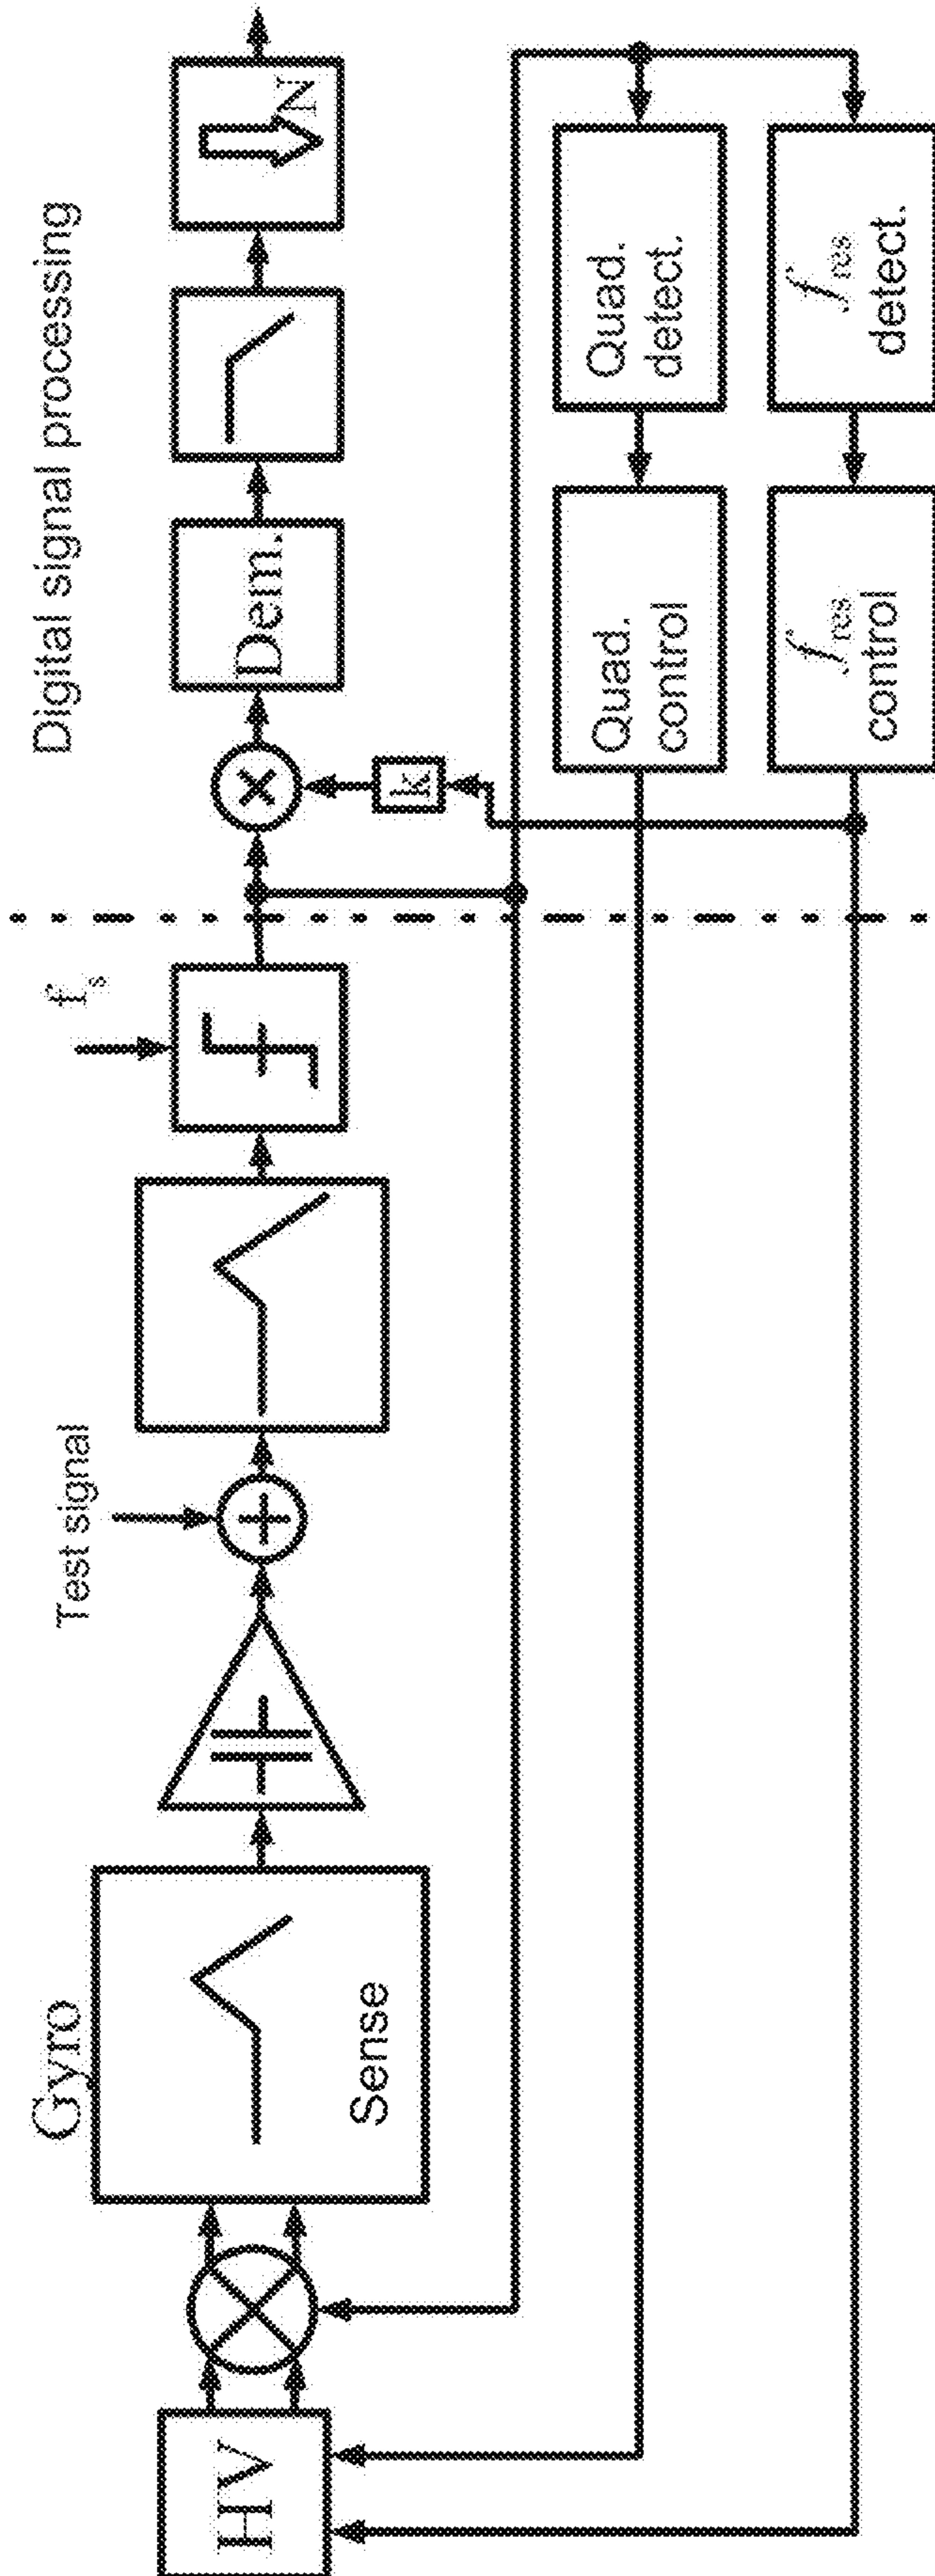 Gyro
Test signal
f_s
Digital signal processing
HV
Sense
Dem.
N
k
Quad.
control
Quad.
detect.
f_res
control
f_res
detect.